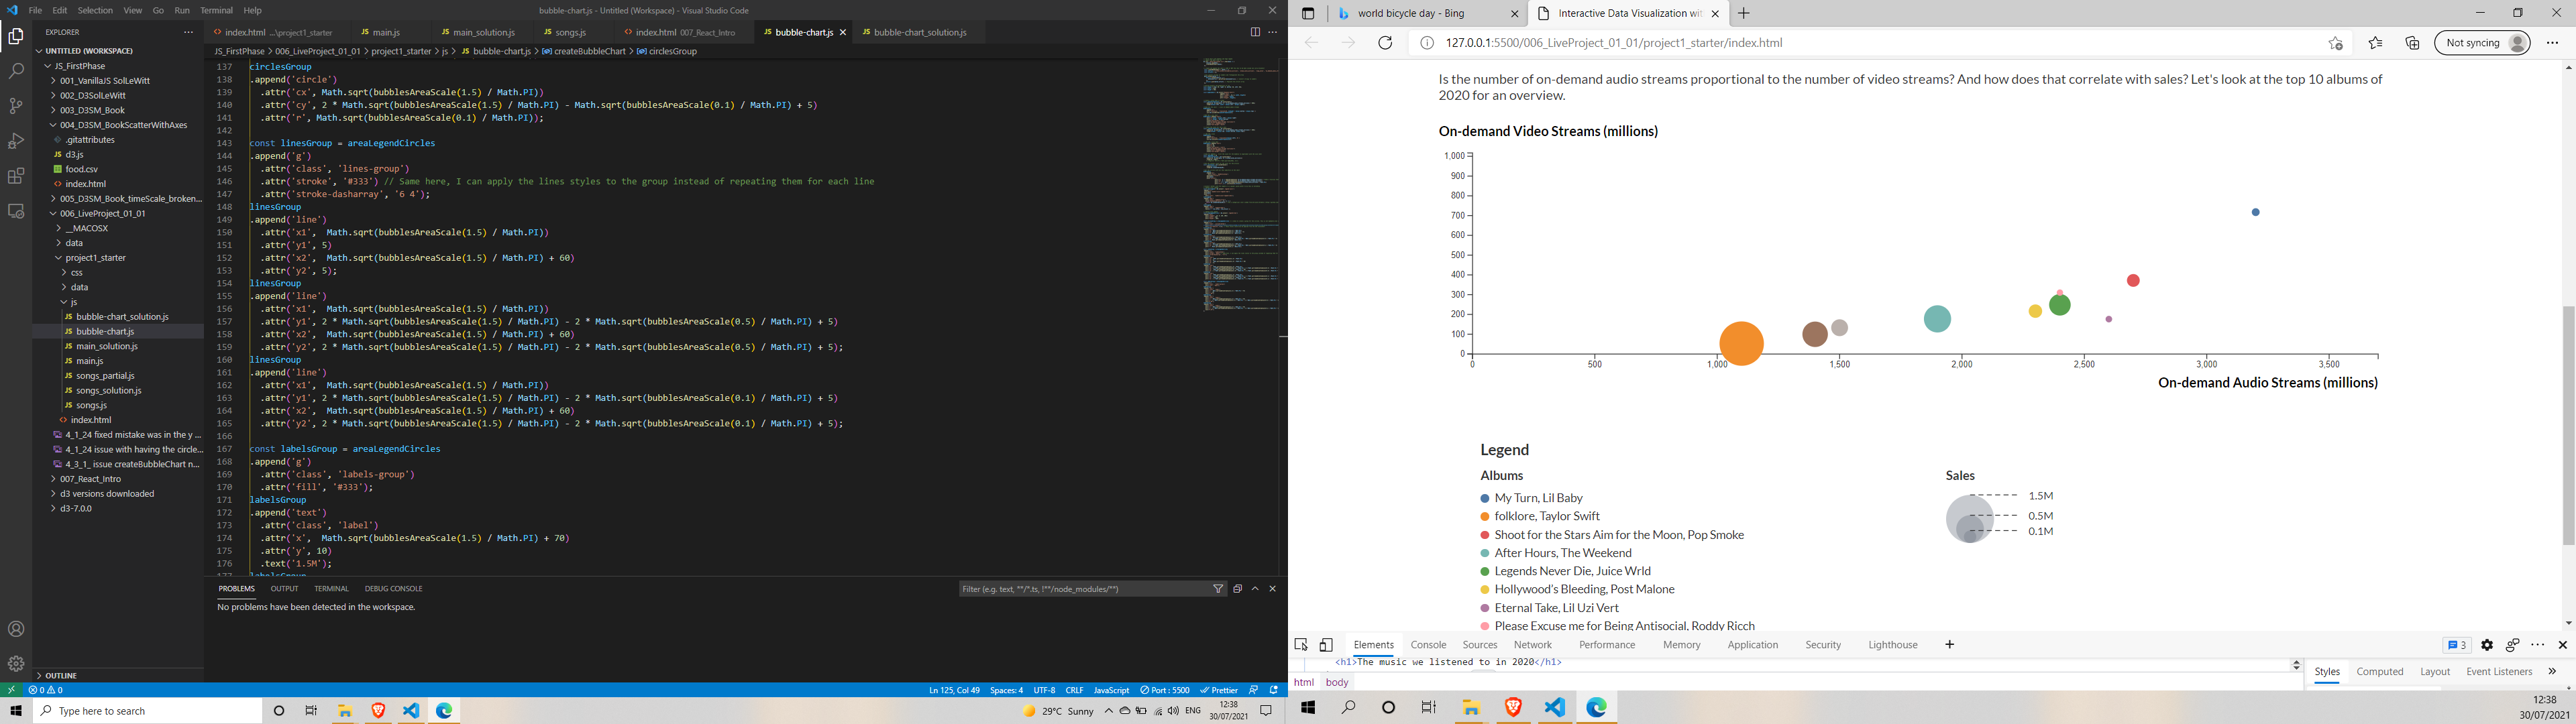 File Edit Selection View Go Run Terminal Help
bubble-chart.js - Untitled (Workspace) - Visual Studio Code
EXPLORER
UNTITLED (WORKSPACE)
JS_FirstPhase
001_VanillaJS SolLeWitt
002_D3SolLeWitt
003_D3SM_Book
004_D3SM_BookScatterWithAxes
.gitattributes
d3.js
food.csv
index.html
005_D3SM_Book_timeScale_broken...
006_LiveProject_01_01
__MACOSX
data
project1_starter
css
data
js
bubble-chart_solution.js
bubble-chart.js
main_solution.js
main.js
songs_partial.js
songs_solution.js
songs.js
index.html
4_1_24 fixed mistake was in the y ...
4_1_24 issue with having the circle...
4_3_1_ issue createBubbleChart n...
007_React_Intro
d3 versions downloaded
d3-7.0.0
OUTLINE
index.html ...\project1_starter
main.js
main_solution.js
songs.js
index.html 007_React_Intro
bubble-chart.js
bubble-chart_solution.js
JS_FirstPhase > 006_LiveProject_01_01 > project1_starter > js > bubble-chart.js > createBubbleChart > circlesGroup
137 circlesGroup
138 .append('circle')
139 .attr('cx', Math.sqrt(bubblesAreaScale(1.5) / Math.PI))
140 .attr('cy', 2 * Math.sqrt(bubblesAreaScale(1.5) / Math.PI) - Math.sqrt(bubblesAreaScale(0.1) / Math.PI) + 5)
141 .attr('r', Math.sqrt(bubblesAreaScale(0.1) / Math.PI));
142
143 const linesGroup = areaLegendCircles
144 .append('g')
145 .attr('class', 'lines-group')
146 .attr('stroke', '#333') // Same here, I can apply the lines styles to the group instead of repeating them for each line
147 .attr('stroke-dasharray', '6 4');
148 linesGroup
149 .append('line')
150 .attr('x1', Math.sqrt(bubblesAreaScale(1.5) / Math.PI))
151 .attr('y1', 5)
152 .attr('x2', Math.sqrt(bubblesAreaScale(1.5) / Math.PI) + 60)
153 .attr('y2', 5);
154 linesGroup
155 .append('line')
156 .attr('x1', Math.sqrt(bubblesAreaScale(1.5) / Math.PI))
157 .attr('y1', 2 * Math.sqrt(bubblesAreaScale(1.5) / Math.PI) - 2 * Math.sqrt(bubblesAreaScale(0.5) / Math.PI) + 5)
158 .attr('x2', Math.sqrt(bubblesAreaScale(1.5) / Math.PI) + 60)
159 .attr('y2', 2 * Math.sqrt(bubblesAreaScale(1.5) / Math.PI) - 2 * Math.sqrt(bubblesAreaScale(0.5) / Math.PI) + 5);
160 linesGroup
161 .append('line')
162 .attr('x1', Math.sqrt(bubblesAreaScale(1.5) / Math.PI))
163 .attr('y1', 2 * Math.sqrt(bubblesAreaScale(1.5) / Math.PI) - 2 * Math.sqrt(bubblesAreaScale(0.1) / Math.PI) + 5)
164 .attr('x2', Math.sqrt(bubblesAreaScale(1.5) / Math.PI) + 60)
165 .attr('y2', 2 * Math.sqrt(bubblesAreaScale(1.5) / Math.PI) - 2 * Math.sqrt(bubblesAreaScale(0.1) / Math.PI) + 5);
166
167 const labelsGroup = areaLegendCircles
168 .append('g')
169 .attr('class', 'labels-group')
170 .attr('fill', '#333');
171 labelsGroup
172 .append('text')
173 .attr('class', 'label')
174 .attr('x', Math.sqrt(bubblesAreaScale(1.5) / Math.PI) + 70)
175 .attr('y', 10)
176 .text('1.5M');
177 labelsGroup
PROBLEMS OUTPUT TERMINAL DEBUG CONSOLE
Filter (e.g. text, "**/*.ts, !**/node_modules/**")
No problems have been detected in the workspace.
0 0
Ln 125, Col 49 Spaces: 4 UTF-8 CRLF JavaScript Port : 5500 Prettier
Type here to search
29°C Sunny ENG
12:38
30/07/2021
world bicycle day - Bing
Interactive Data Visualization wit
127.0.0.1:5500/006_LiveProject_01_01/project1_starter/index.html
Not syncing
Is the number of on-demand audio streams proportional to the number of video streams? And how does that correlate with sales? Let's look at the top 10 albums of
2020 for an overview.
On-demand Video Streams (millions)
1,000
900
800
700
600
500
400
300
200
100
0
0 500 1,000 1,500 2,000 2,500 3,000 3,500
On-demand Audio Streams (millions)
Legend
Albums
My Turn, Lil Baby
folklore, Taylor Swift
Shoot for the Stars Aim for the Moon, Pop Smoke
After Hours, The Weekend
Legends Never Die, Juice Wrld
Hollywood's Bleeding, Post Malone
Eternal Take, Lil Uzi Vert
Please Excuse me for Being Antisocial, Roddy Ricch
Sales
1.5M
0.5M
0.1M
Elements Console Sources Network Performance Memory Application Security Lighthouse
3
<h1>The music we listened to in 2020</h1>
html body
Styles Computed Layout Event Listeners
12:38
30/07/2021